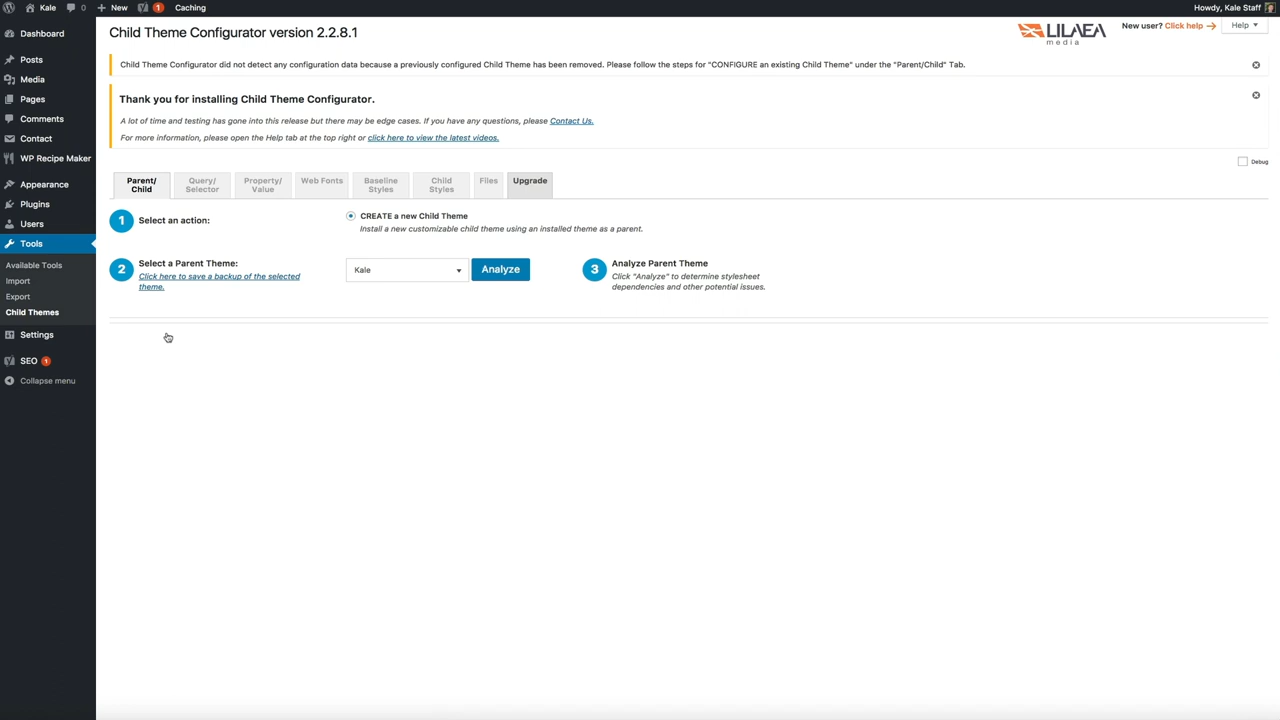 Kale
0
New
1
Caching
Howdy, Kale Staff
Dashboard
Posts
Media
Pages
Comments
Contact
WP Recipe Maker
Appearance
Plugins
Users
Tools
Available Tools
Import
Export
Child Themes
Settings
SEO 1
Collapse menu
Child Theme Configurator version 2.2.8.1
LILAEA
media
New user? Click help
Help
Child Theme Configurator did not detect any configuration data because a previously configured Child Theme has been removed. Please follow the steps for "CONFIGURE an existing Child Theme" under the "Parent/Child" Tab.
Thank you for installing Child Theme Configurator.
A lot of time and testing has gone into this release but there may be edge cases. If you have any questions, please Contact Us.
For more information, please open the Help tab at the top right or click here to view the latest videos.
Debug
Parent/
Child
Query/
Selector
Property/
Value
Web Fonts
Baseline
Styles
Child
Styles
Files
Upgrade
1 Select an action:
CREATE a new Child Theme
Install a new customizable child theme using an installed theme as a parent.
2 Select a Parent Theme:
Click here to save a backup of the selected
theme.
Kale
Analyze
3 Analyze Parent Theme
Click "Analyze" to determine stylesheet
dependencies and other potential issues.